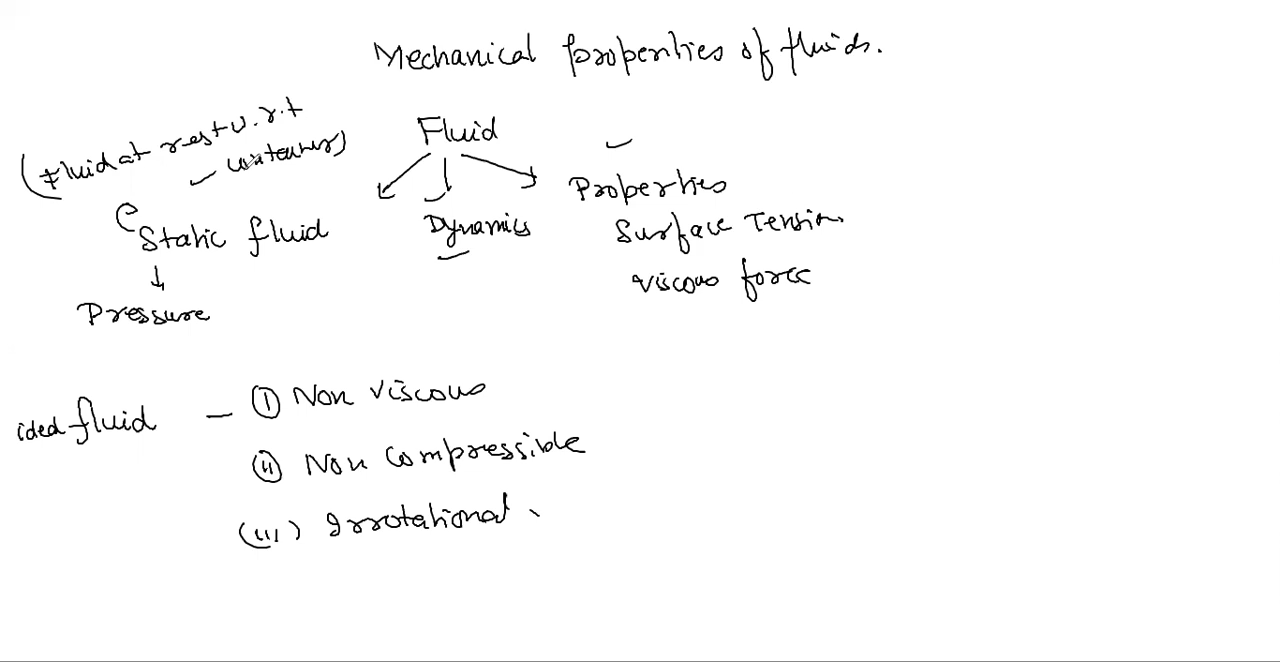 Mechanical properties of fluids.
Fluid
(Fluid at rest w.r.t
Properties
Static fluid
Dynamics
Surface Tension
Viscous force
Pressure
ideal fluid – (i) Non viscous
(ii) Non Compressible
(iii) Irrotational